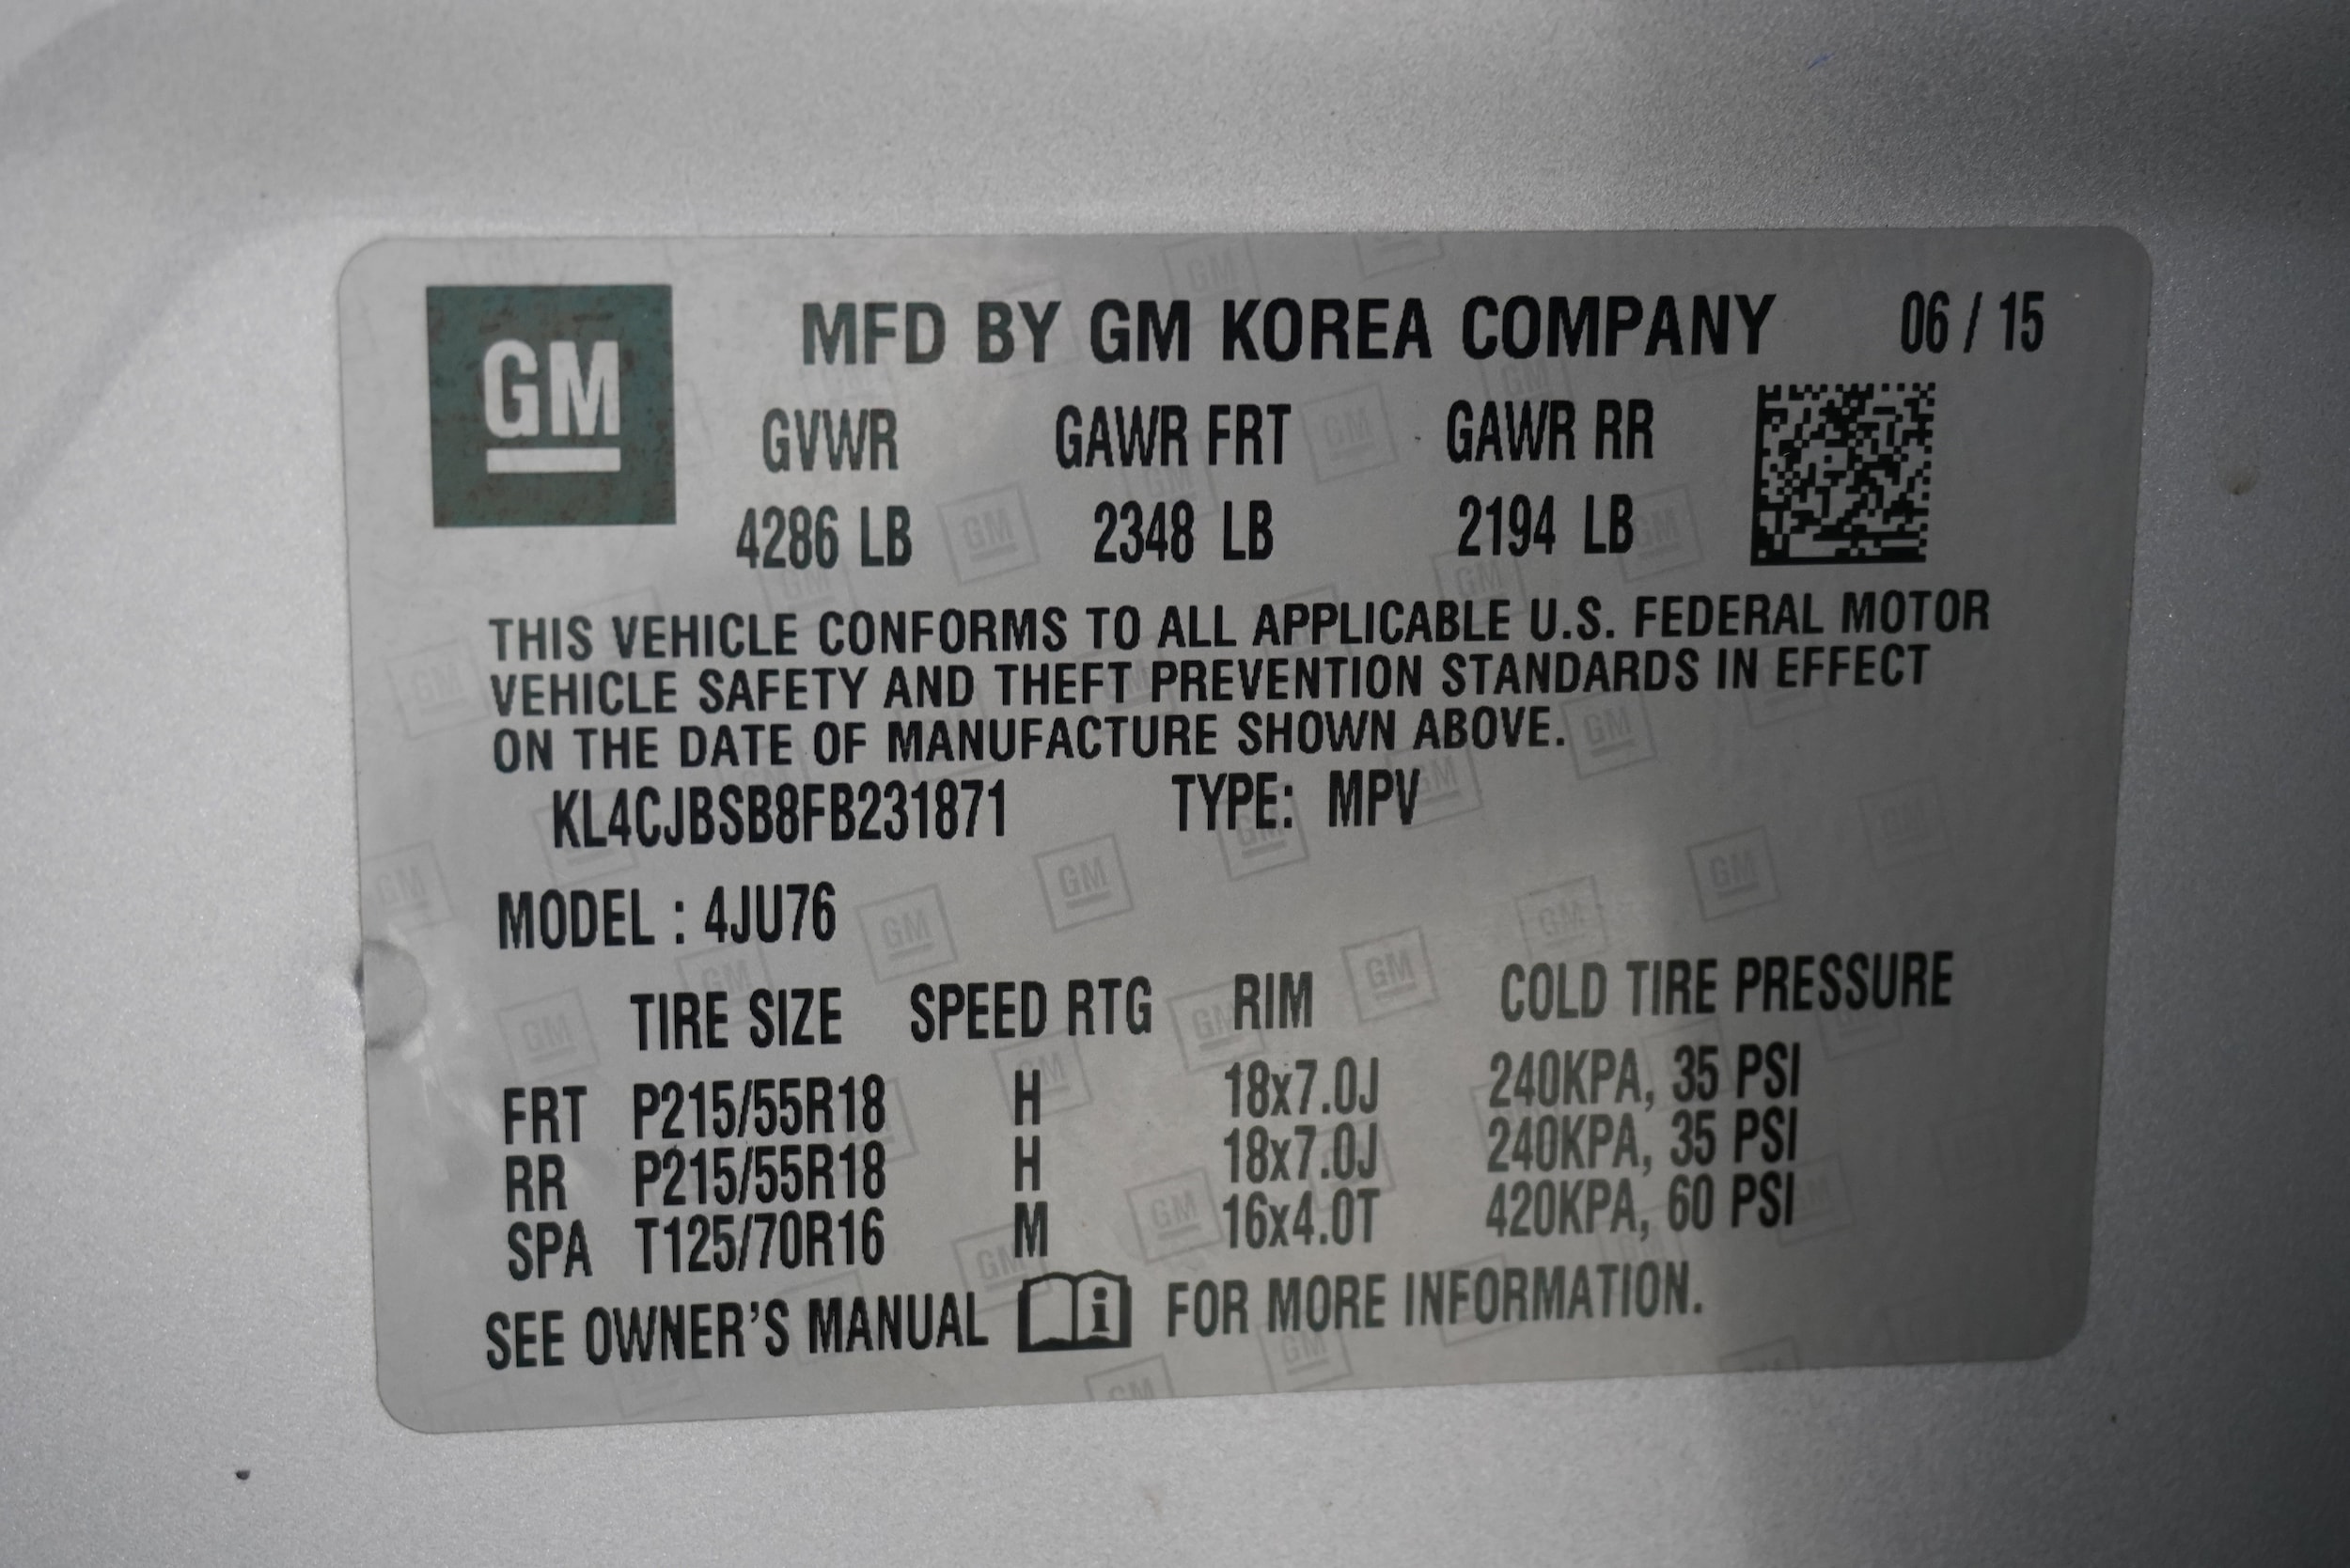 GM
MFD BY GM KOREA COMPANY 06 / 15
GVWR GAWR FRT GAWR RR
4286 LB 2348 LB 2194 LB
THIS VEHICLE CONFORMS TO ALL APPLICABLE U.S. FEDERAL MOTOR
VEHICLE SAFETY AND THEFT PREVENTION STANDARDS IN EFFECT
ON THE DATE OF MANUFACTURE SHOWN ABOVE.
KL4CJBSB8FB231871 TYPE: MPV
MODEL : 4JU76
TIRE SIZE SPEED RTG RIM COLD TIRE PRESSURE
FRT P215/55R18 H 18x7.0J 240KPA, 35 PSI
RR P215/55R18 H 18x7.0J 240KPA, 35 PSI
SPA T125/70R16 M 16x4.0T 420KPA, 60 PSI
SEE OWNER'S MANUAL i FOR MORE INFORMATION.